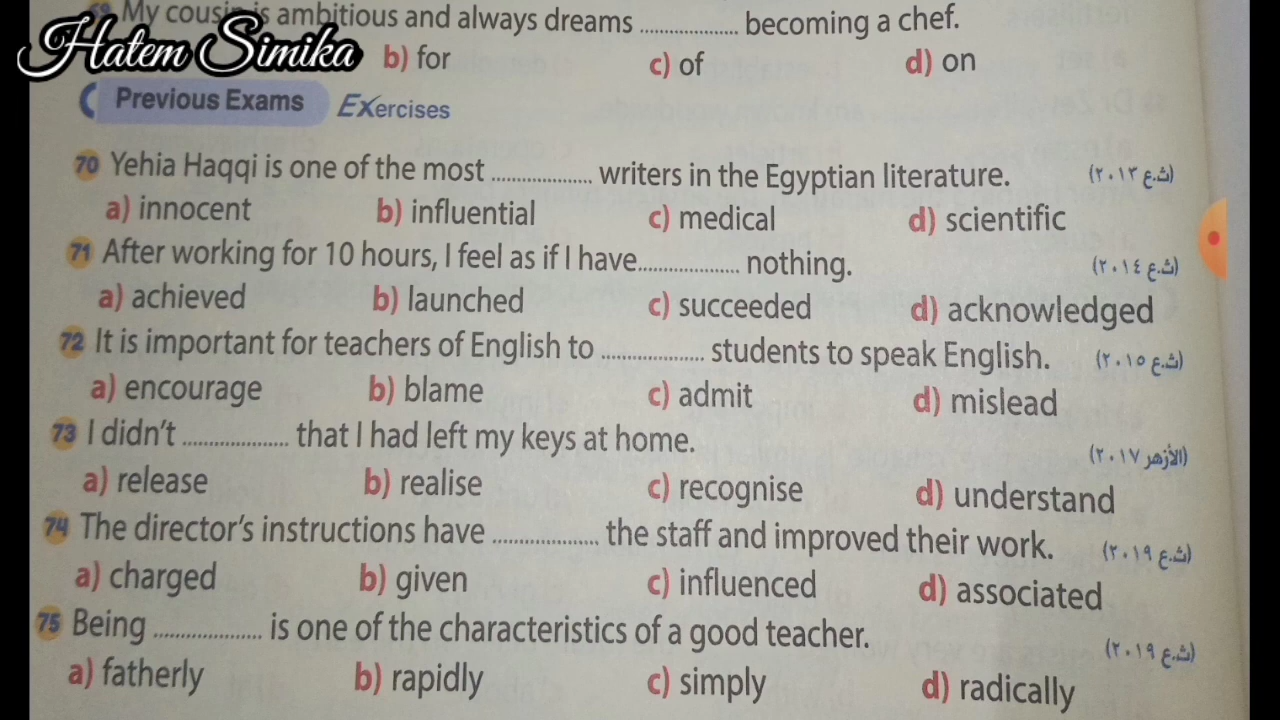 69 My cousin is ambitious and always dreams .................... becoming a chef.
Hatem Simika
b) for c) of d) on
Previous Exams Exercises
70 Yehia Haqqi is one of the most .................... writers in the Egyptian literature. (ث.ع ٢٠١٣)
a) innocent b) influential c) medical d) scientific
71 After working for 10 hours, I feel as if I have.................... nothing. (ث.ع ٢٠١٤)
a) achieved b) launched c) succeeded d) acknowledged
72 It is important for teachers of English to .................... students to speak English. (ث.ع ٢٠١٥)
a) encourage b) blame c) admit d) mislead
73 I didn't .................... that I had left my keys at home. (الأزهر ٢٠١٧)
a) release b) realise c) recognise d) understand
74 The director's instructions have .................... the staff and improved their work. (ث.ع ٢٠١٩)
a) charged b) given c) influenced d) associated
75 Being .................... is one of the characteristics of a good teacher. (ث.ع ٢٠١٩)
a) fatherly b) rapidly c) simply d) radically